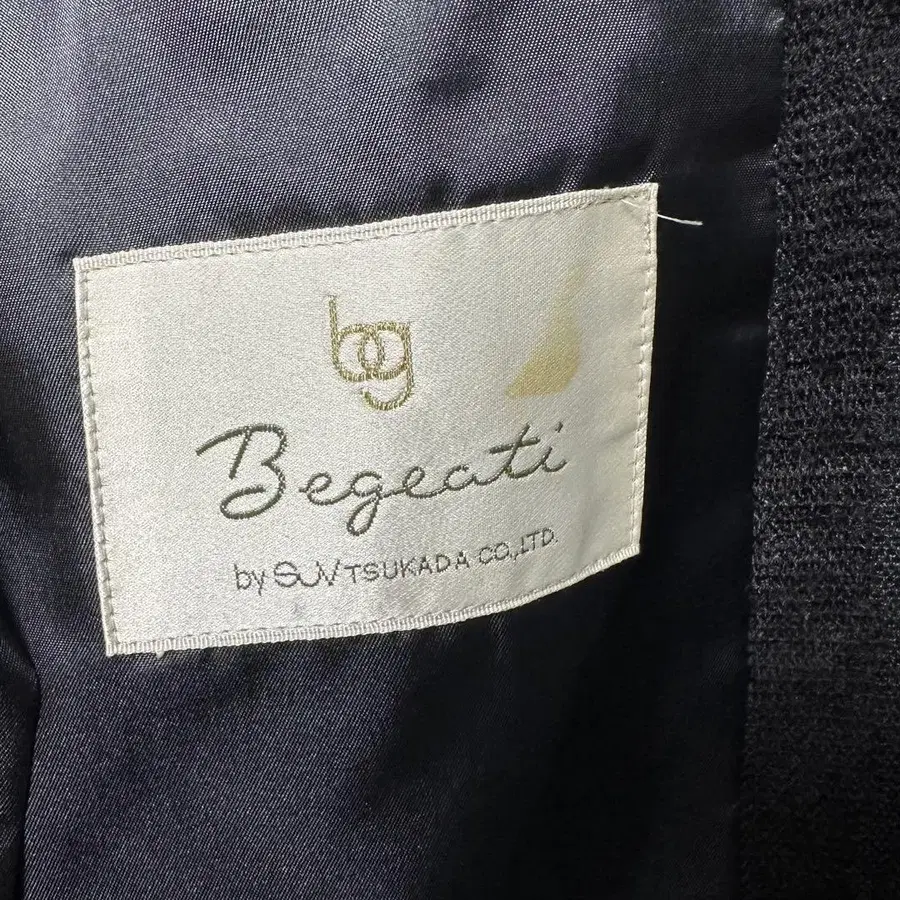 bg
Begeati
by SUV TSUKADA CO.,LTD.